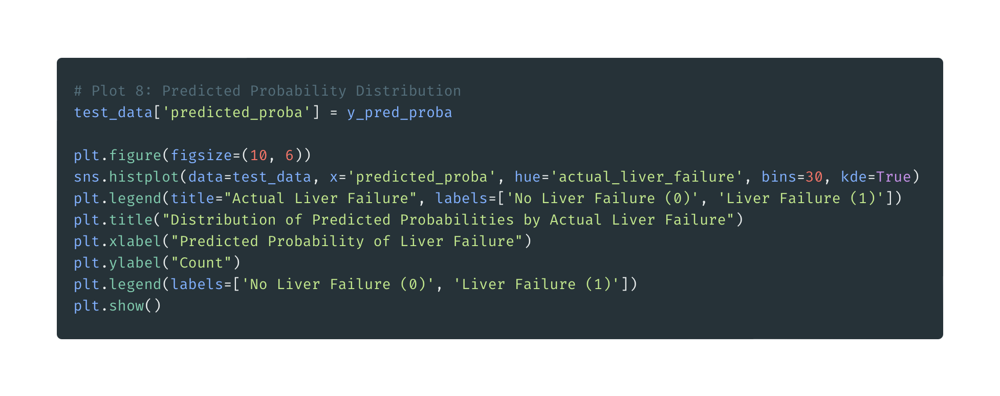 # Plot 8: Predicted Probability Distribution
test_data['predicted_proba'] = y_pred_proba
plt.figure(figsize=(10, 6))
sns.histplot(data=test_data, x='predicted_proba', hue='actual_liver_failure', bins=30, kde=True)
plt.legend(title="Actual Liver Failure", labels=['No Liver Failure (0)', 'Liver Failure (1)'])
plt.title("Distribution of Predicted Probabilities by Actual Liver Failure")
plt.xlabel("Predicted Probability of Liver Failure")
plt.ylabel("Count")
plt.legend(labels=['No Liver Failure (0)', 'Liver Failure (1)'])
plt.show()